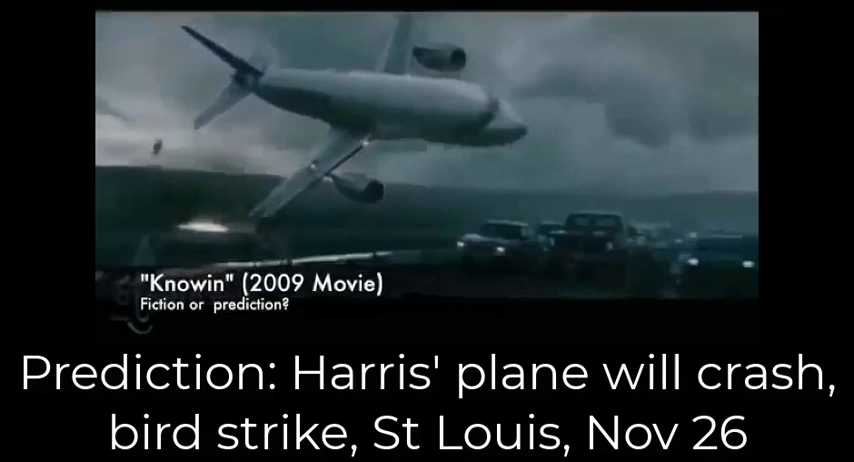 "Knowin" (2009 Movie)
Fiction or prediction?
Prediction: Harris' plane will crash,
bird strike, St Louis, Nov 26